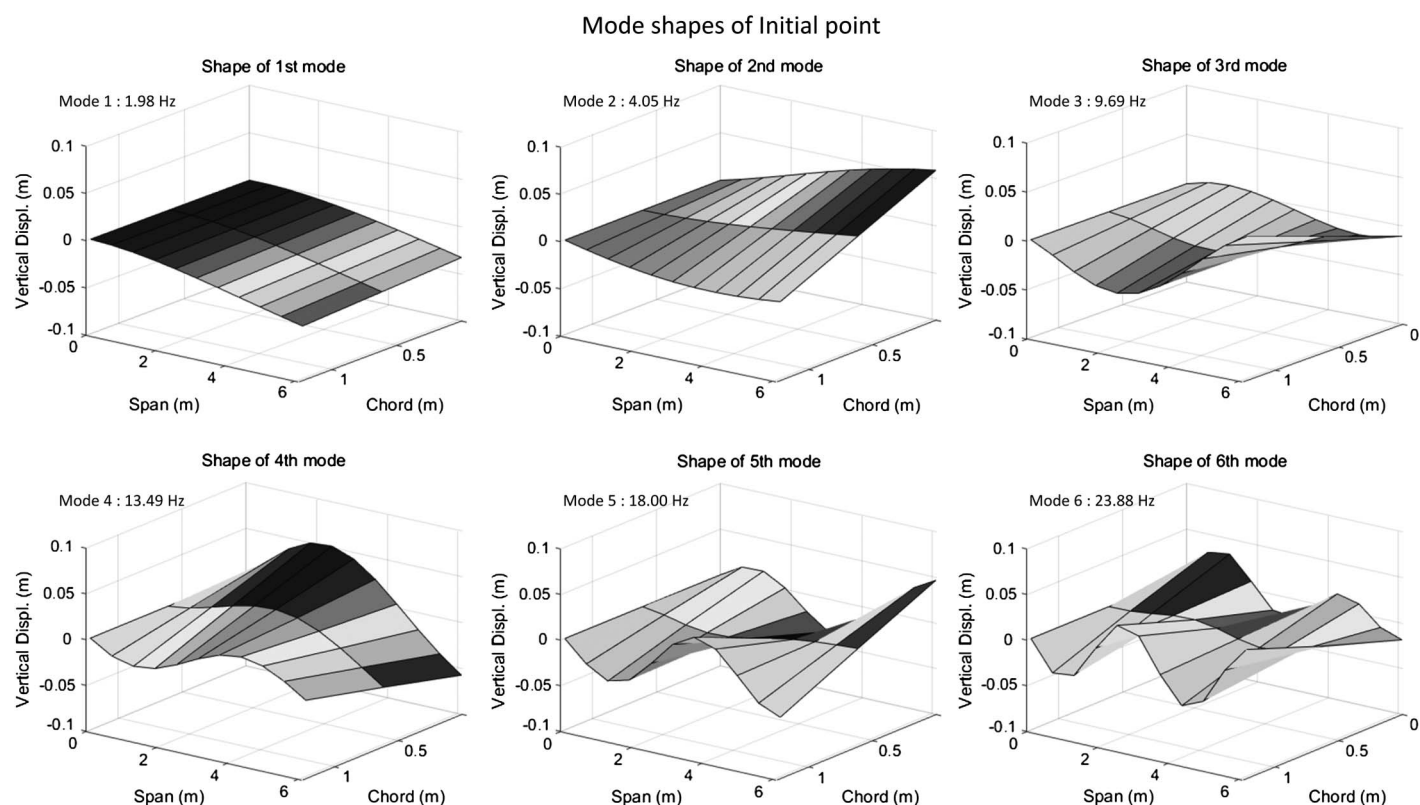 Mode shapes of Initial point
Shape of 1st mode
Mode 1 : 1.98 Hz
0.1
0.05
0
-0.05
-0.1
Vertical Displ. (m)
0
2
4
6
Span (m)
1
0.5
Chord (m)
Shape of 2nd mode
Mode 2 : 4.05 Hz
0.1
0.05
0
-0.05
-0.1
Vertical Displ. (m)
0
2
4
6
Span (m)
1
0.5
Chord (m)
Shape of 3rd mode
Mode 3 : 9.69 Hz
0.1
0.05
0
-0.05
-0.1
Vertical Displ. (m)
0
2
4
6
Span (m)
1
0.5
0
Chord (m)
Shape of 4th mode
Mode 4 : 13.49 Hz
0.1
0.05
0
-0.05
-0.1
Vertical Displ. (m)
0
2
4
6
Span (m)
1
0.5
Chord (m)
Shape of 5th mode
Mode 5 : 18.00 Hz
0.1
0.05
0
-0.05
-0.1
Vertical Displ. (m)
0
2
4
6
Span (m)
1
0.5
Chord (m)
Shape of 6th mode
Mode 6 : 23.88 Hz
0.1
0.05
0
-0.05
-0.1
Vertical Displ. (m)
0
2
4
6
Span (m)
1
0.5
0
Chord (m)